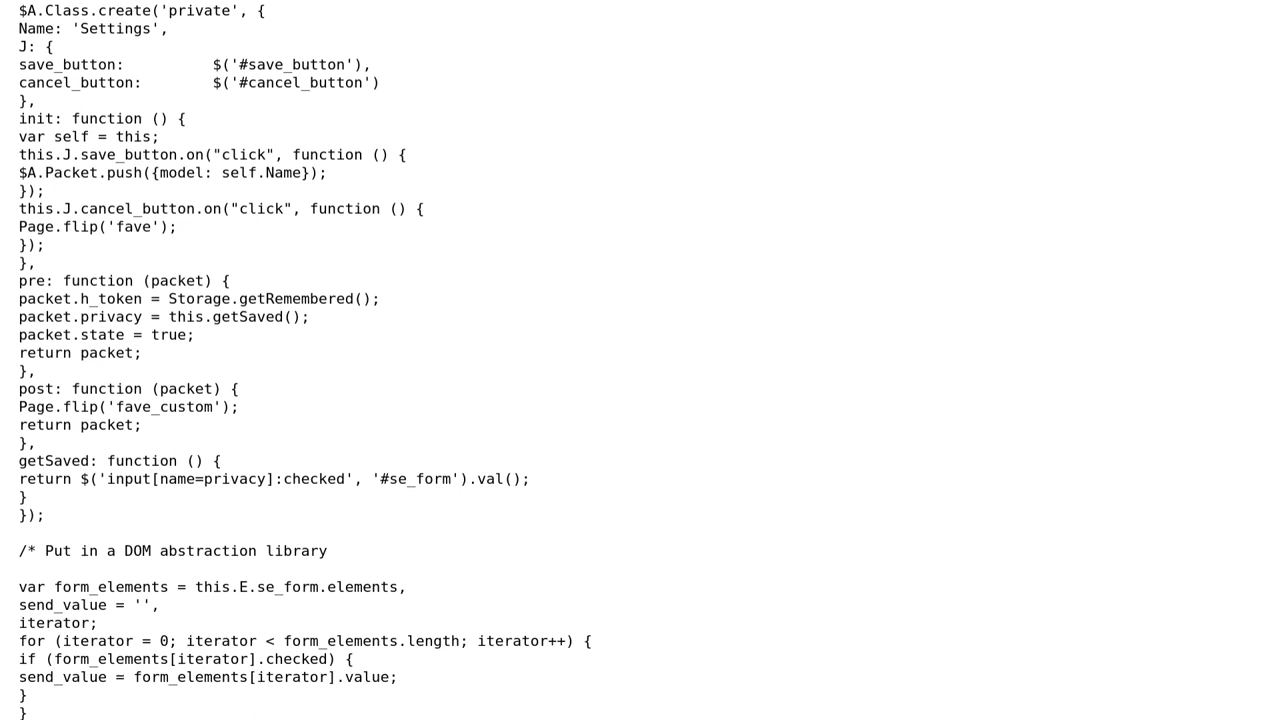 $A.Class.create('private', {
Name: 'Settings',
J: {
save_button:          $('#save_button'),
cancel_button:        $('#cancel_button')
},
init: function () {
var self = this;
this.J.save_button.on("click", function () {
$A.Packet.push({model: self.Name});
});
this.J.cancel_button.on("click", function () {
Page.flip('fave');
});
},
pre: function (packet) {
packet.h_token = Storage.getRemembered();
packet.privacy = this.getSaved();
packet.state = true;
return packet;
},
post: function (packet) {
Page.flip('fave_custom');
return packet;
},
getSaved: function () {
return $('input[name=privacy]:checked', '#se_form').val();
}
});

/* Put in a DOM abstraction library

var form_elements = this.E.se_form.elements,
send_value = '',
iterator;
for (iterator = 0; iterator < form_elements.length; iterator++) {
if (form_elements[iterator].checked) {
send_value = form_elements[iterator].value;
}
}